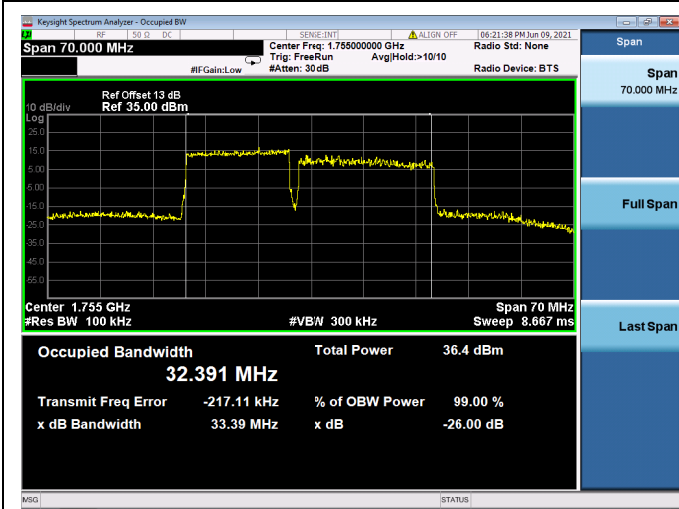 Keysight Spectrum Analyzer - Occupied BW
RF 50 Ω DC SENSE:INT ALIGN OFF 06:21:38 PM Jun 09, 2021
Span 70.000 MHz
Center Freq: 1.755000000 GHz Radio Std: None
Trig: FreeRun Avg|Hold:>10/10
#IFGain:Low #Atten: 30 dB Radio Device: BTS
Span
Span
70.000 MHz
Full Span
Last Span
Ref Offset 13 dB
10 dB/div Ref 35.00 dBm
Log
25.0
15.0
5.00
-5.00
-15.0
-25.0
-35.0
-45.0
-55.0
Center 1.755 GHz Span 70 MHz
#Res BW 100 kHz #VBW 300 kHz Sweep 8.667 ms
Occupied Bandwidth Total Power 36.4 dBm
32.391 MHz
Transmit Freq Error -217.11 kHz % of OBW Power 99.00 %
x dB Bandwidth 33.39 MHz x dB -26.00 dB
MSG STATUS